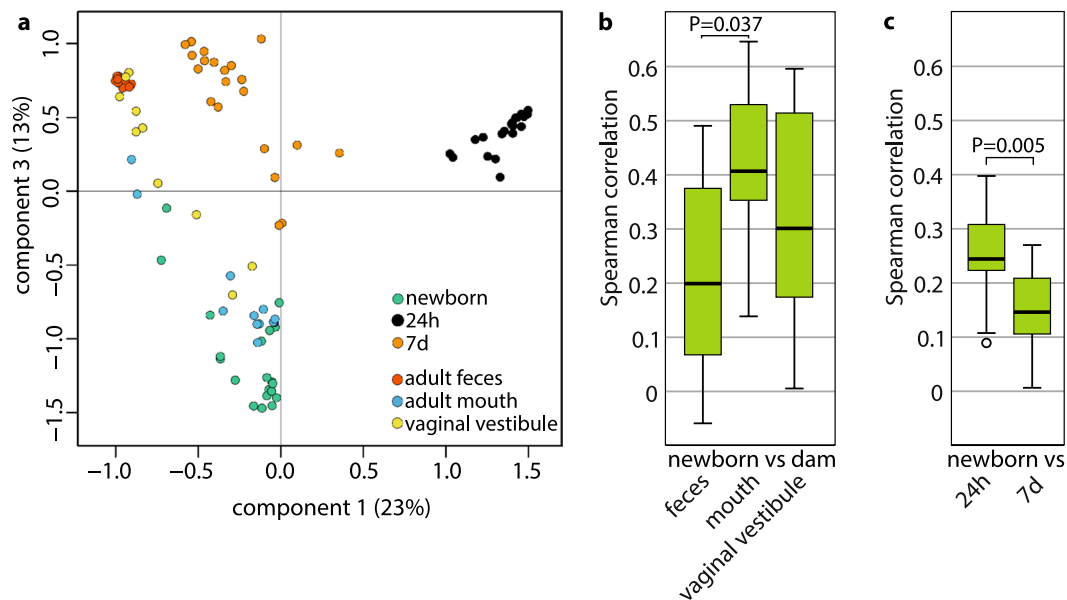 a
component 3 (13%)
1.0
0.5
0.0
−0.5
−1.0
−1.5
newborn
24h
7d
adult feces
adult mouth
vaginal vestibule
−1.0
−0.5
0.0
0.5
1.0
1.5
component 1 (23%)
b
P=0.037
Spearman correlation
0.6
0.5
0.4
0.3
0.2
0.1
0
newborn vs dam
feces
mouth
vaginal vestibule
c
P=0.005
Spearman correlation
0.6
0.5
0.4
0.3
0.2
0.1
0
newborn vs
24h
7d